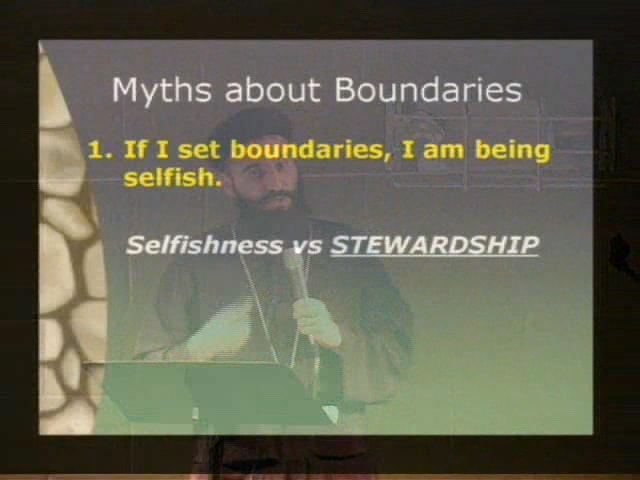 Myths about Boundaries
1. If I set boundaries, I am being
selfish.
Selfishness vs STEWARDSHIP